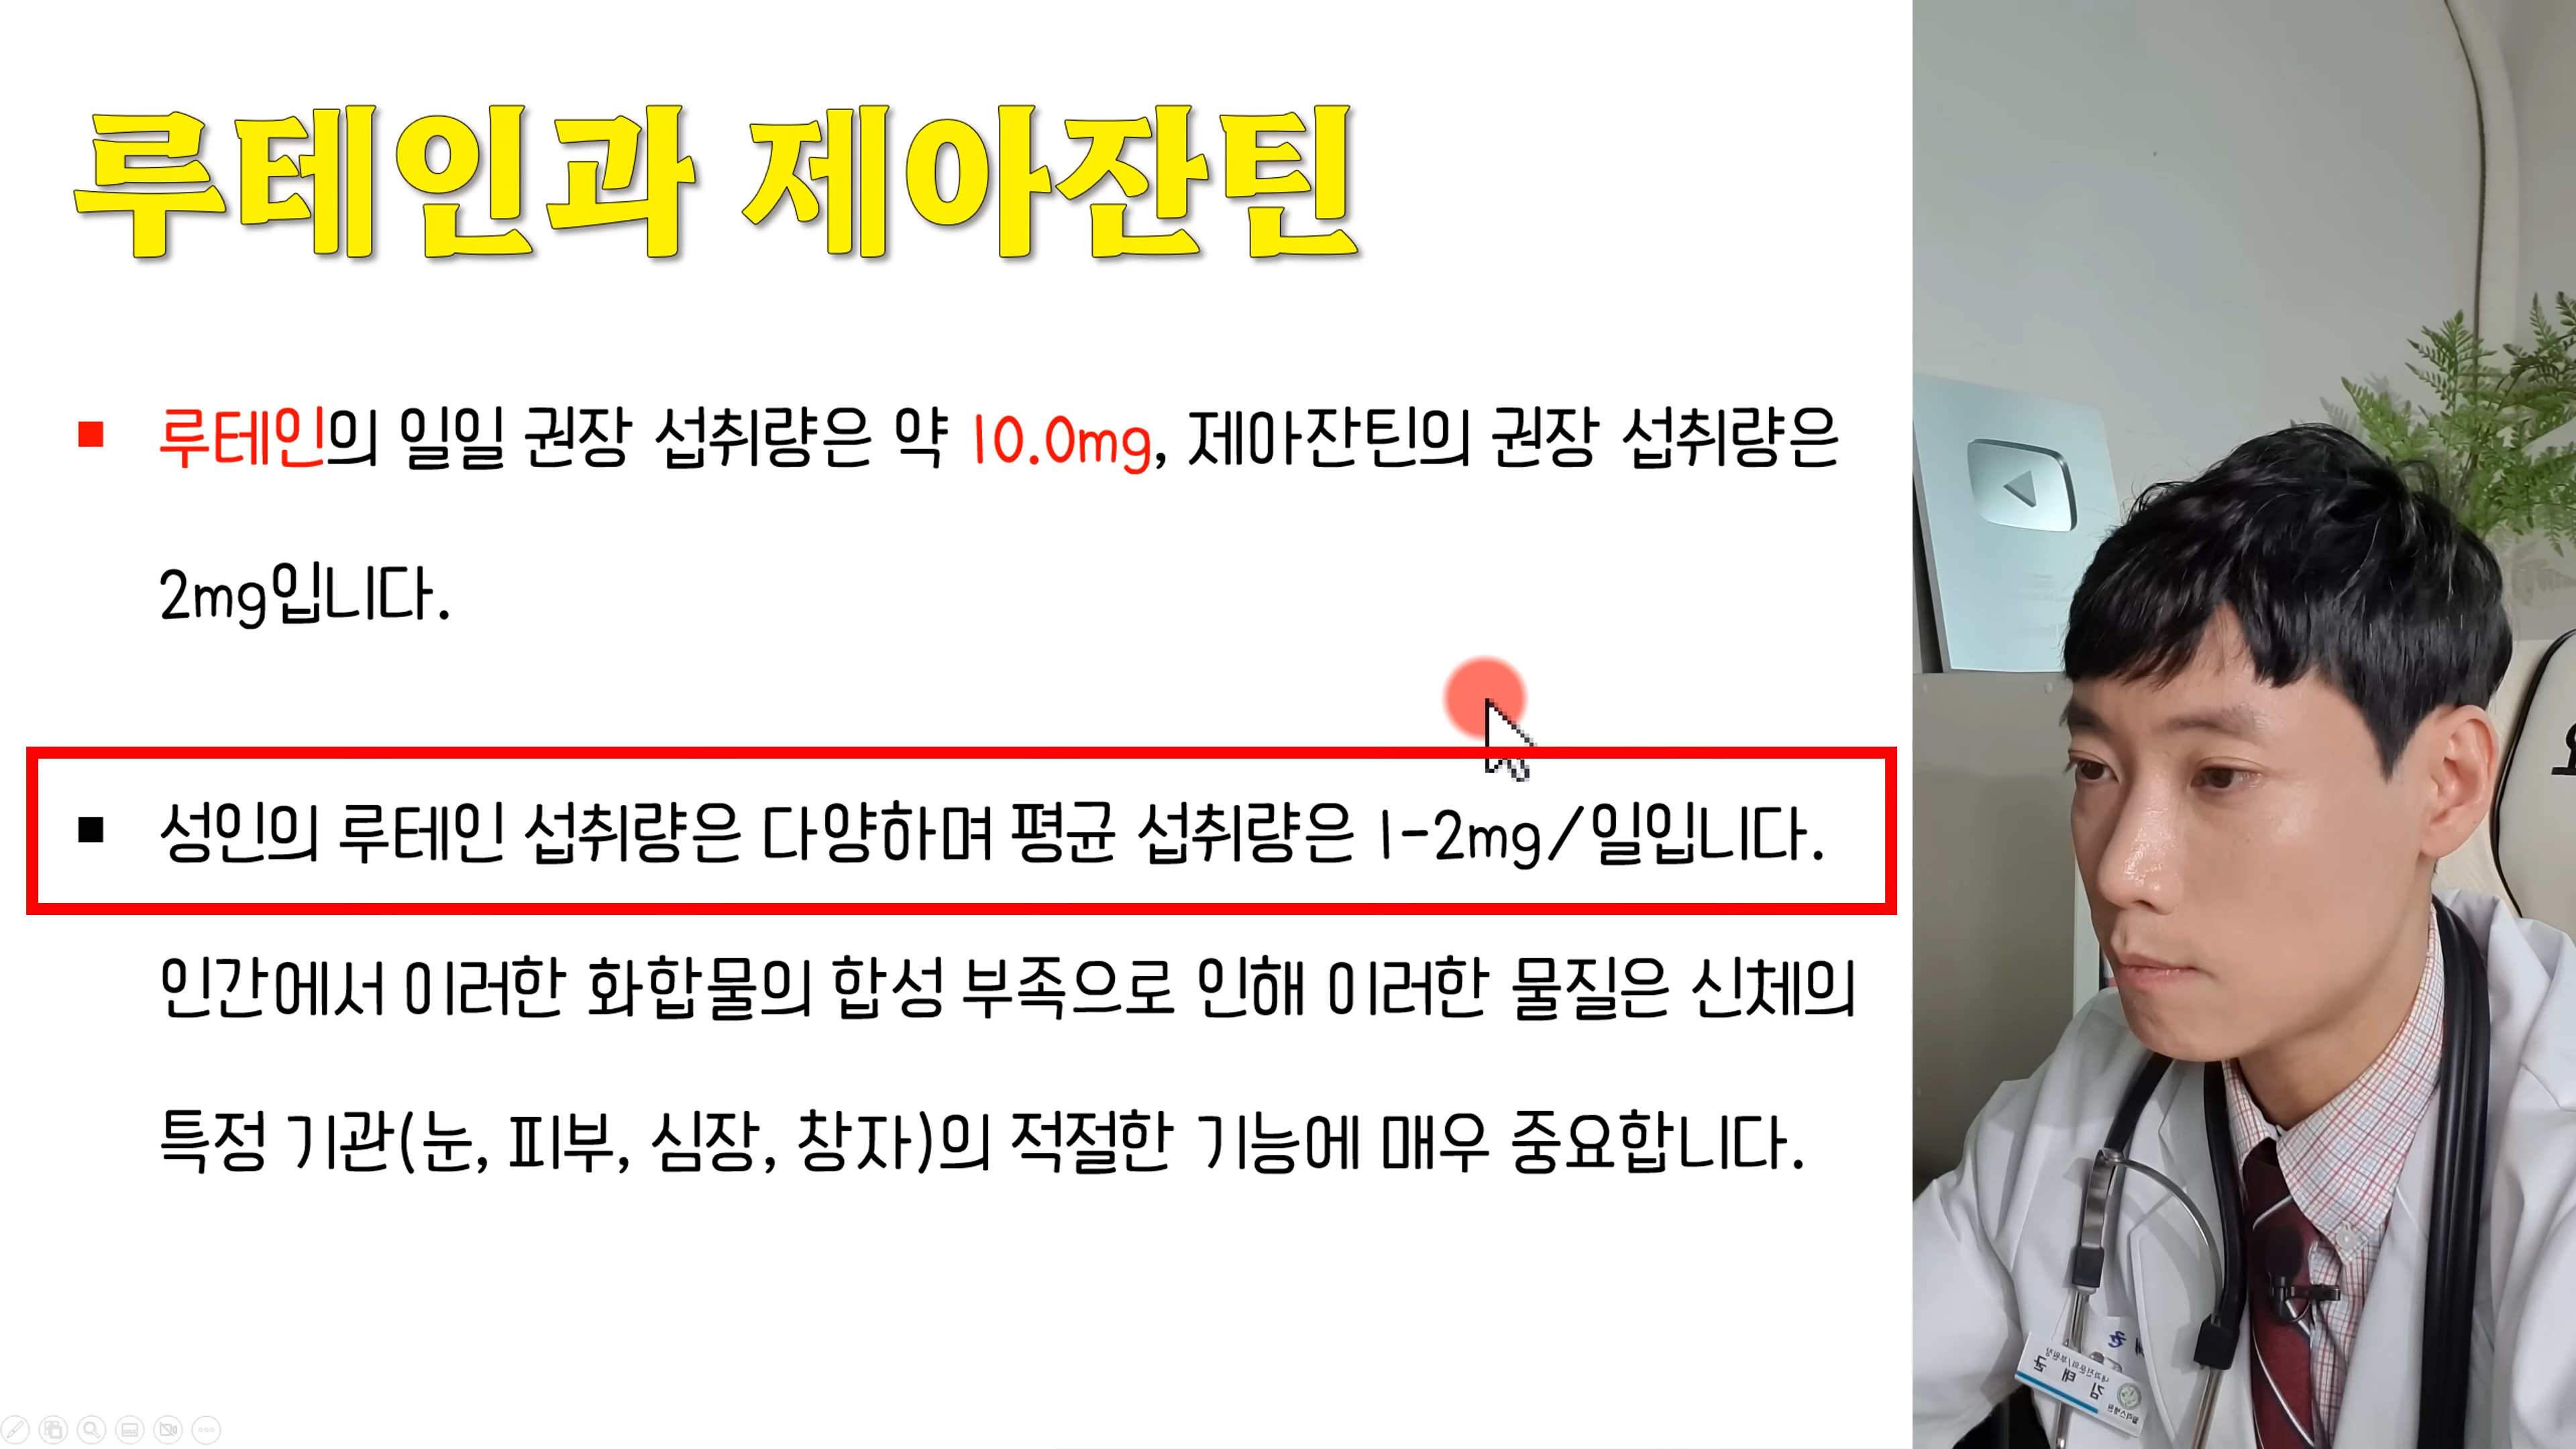 루테인과 제아잔틴
■ 루테인의 일일 권장 섭취량은 약 10.0mg, 제아잔틴의 권장 섭취량은
2mg입니다.
■ 성인의 루테인 섭취량은 다양하며 평균 섭취량은 1-2mg/일입니다.
인간에서 이러한 화합물의 합성 부족으로 인해 이러한 물질은 신체의
특정 기관(눈, 피부, 심장, 창자)의 적절한 기능에 매우 중요합니다.
김태균